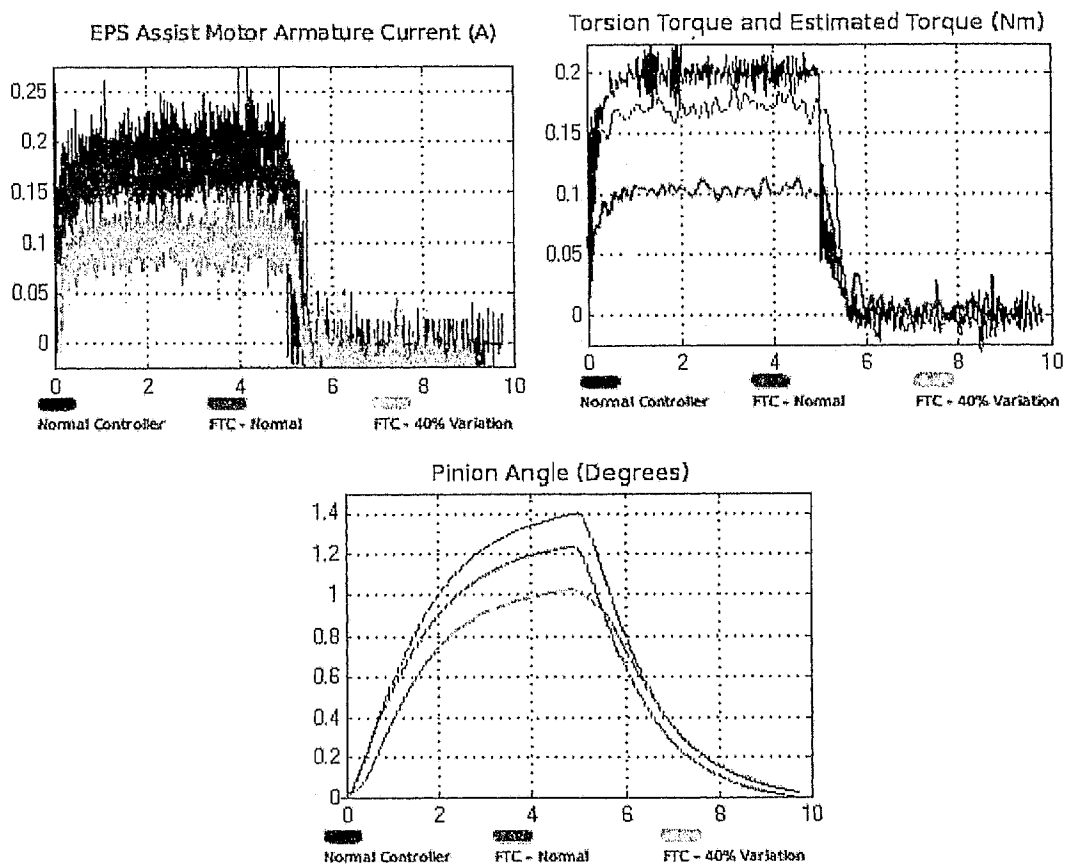 EPS Assist Motor Armature Current (A)
0.25
0.2
0.15
0.1
0.05
0
0 2 4 6 8 10
Normal Controller FTC - Normal FTC - 40% Variation
Torsion Torque and Estimated Torque (Nm)
0.2
0.15
0.1
0.05
0
0 2 4 6 8 10
Normal Controller FTC - Normal FTC - 40% Variation
Pinion Angle (Degrees)
1.4
1.2
1
0.8
0.6
0.4
0.2
0
0 2 4 6 8 10
Normal Controller FTC - Normal FTC - 40% Variation